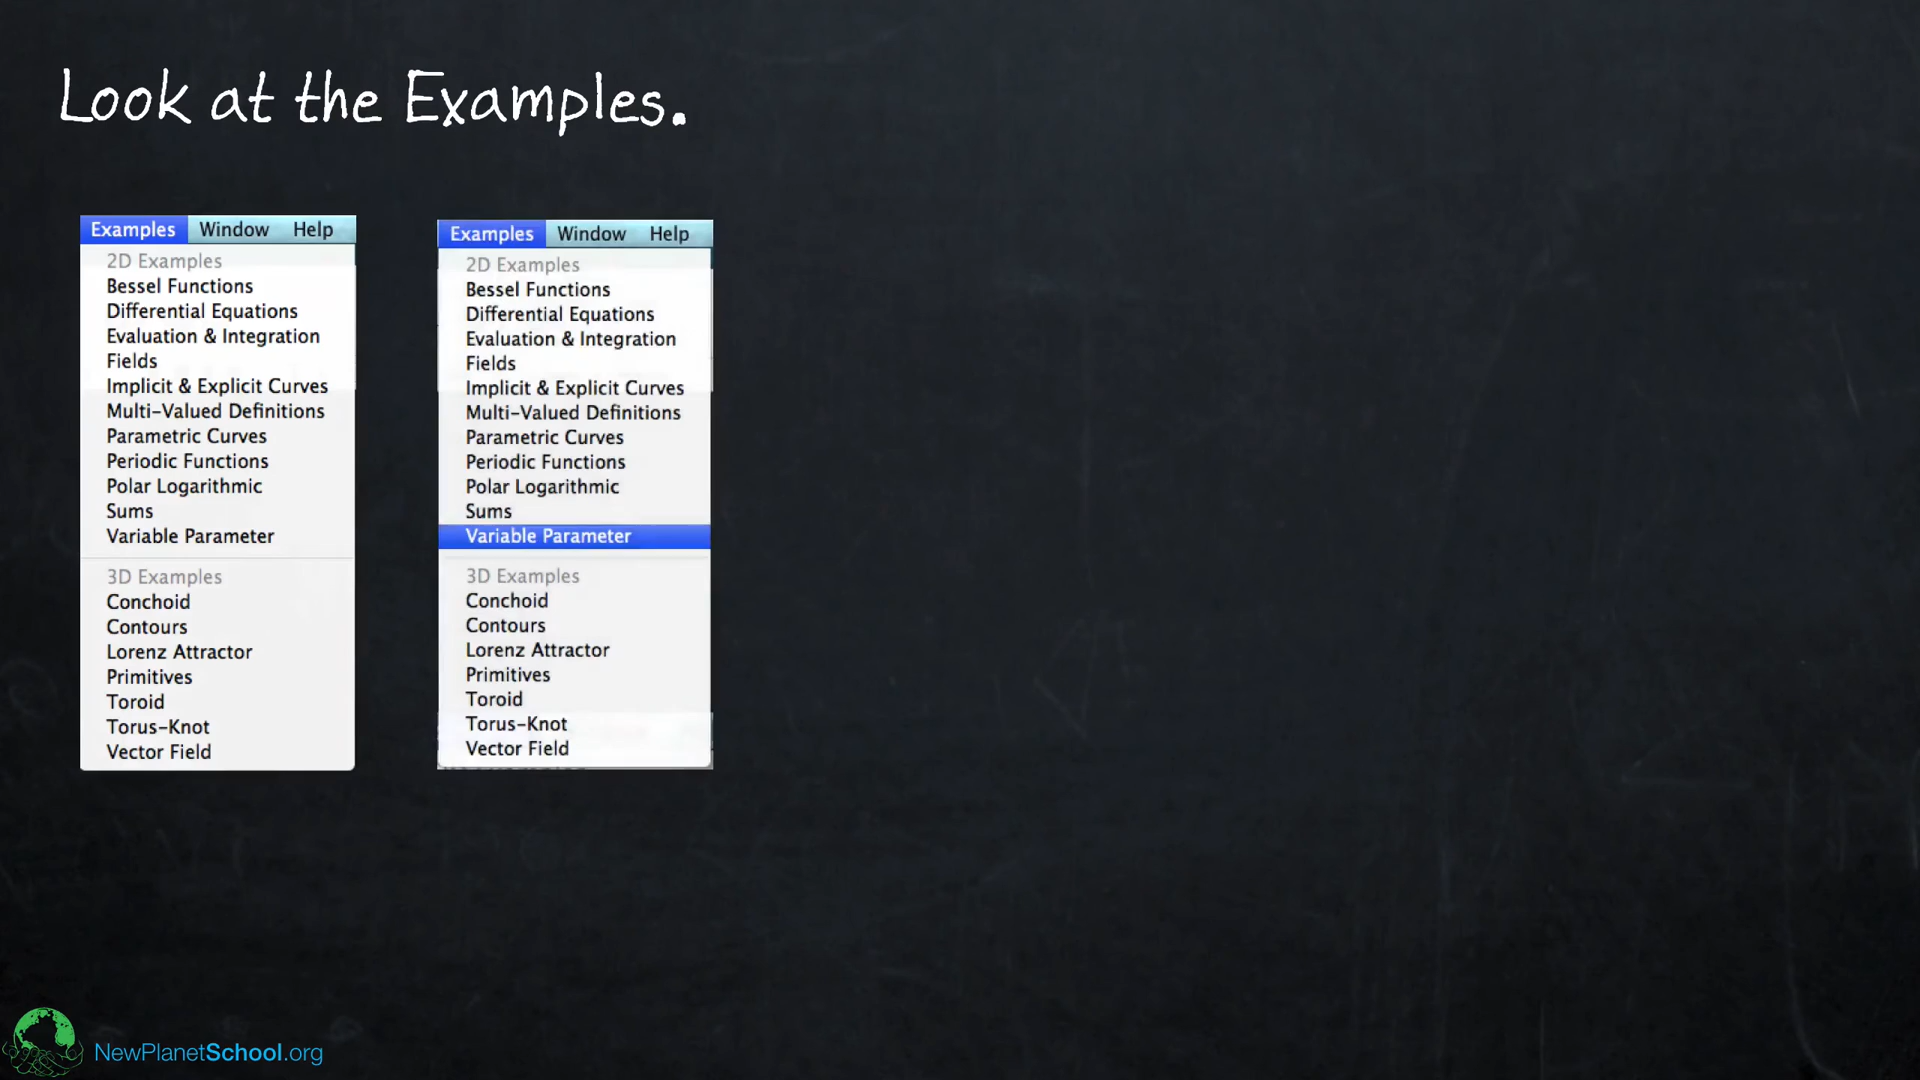 Look at the Examples.
Examples Window Help
2D Examples
Bessel Functions
Differential Equations
Evaluation & Integration
Fields
Implicit & Explicit Curves
Multi-Valued Definitions
Parametric Curves
Periodic Functions
Polar Logarithmic
Sums
Variable Parameter
3D Examples
Conchoid
Contours
Lorenz Attractor
Primitives
Toroid
Torus-Knot
Vector Field
Examples Window Help
2D Examples
Bessel Functions
Differential Equations
Evaluation & Integration
Fields
Implicit & Explicit Curves
Multi-Valued Definitions
Parametric Curves
Periodic Functions
Polar Logarithmic
Sums
Variable Parameter
3D Examples
Conchoid
Contours
Lorenz Attractor
Primitives
Toroid
Torus-Knot
Vector Field
NewPlanetSchool.org